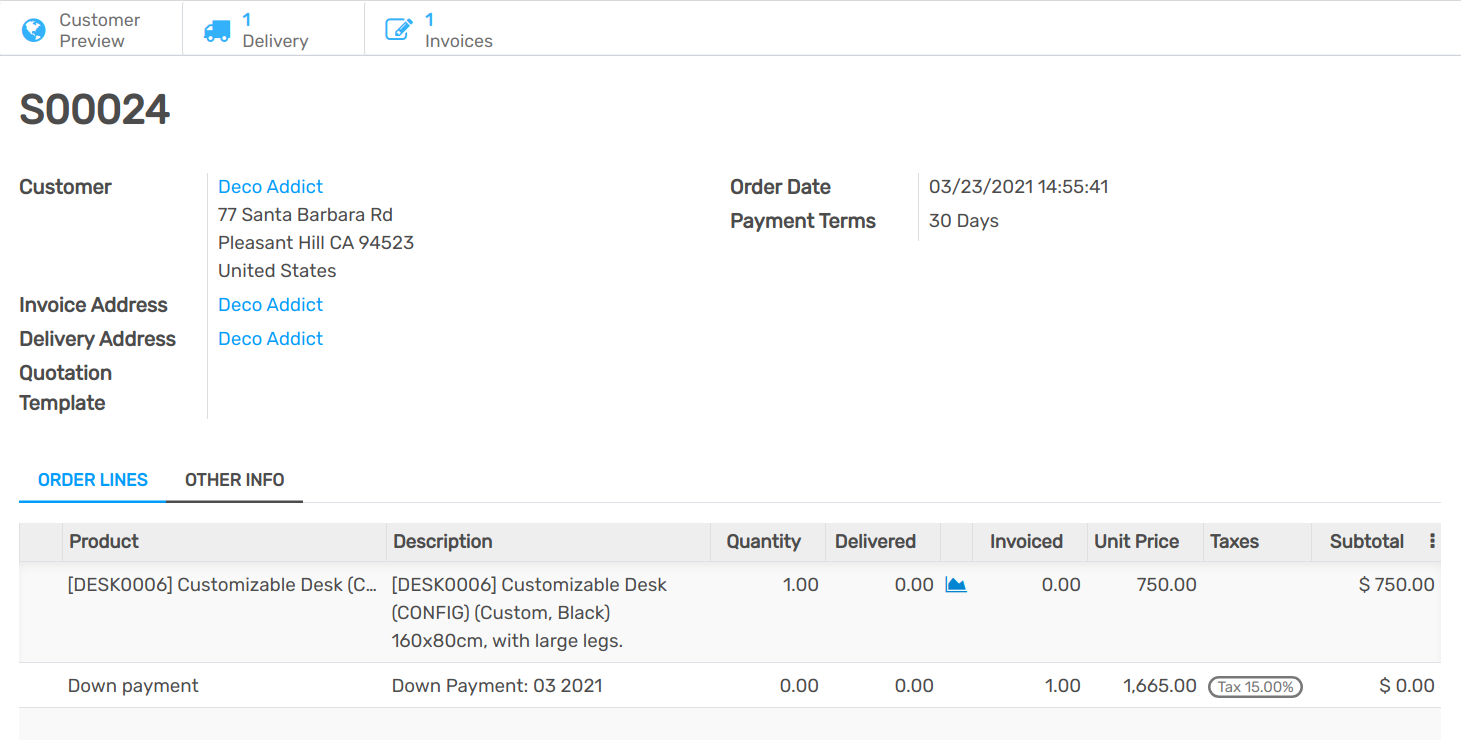 Customer
Preview
1
Delivery
1
Invoices
S00024
Customer
Deco Addict
77 Santa Barbara Rd
Pleasant Hill CA 94523
United States
Order Date 03/23/2021 14:55:41
Payment Terms 30 Days
Invoice Address Deco Addict
Delivery Address Deco Addict
Quotation
Template
ORDER LINES OTHER INFO
Product Description Quantity Delivered Invoiced Unit Price Taxes Subtotal
[DESK0006] Customizable Desk (C... [DESK0006] Customizable Desk 1.00 0.00 0.00 750.00 $ 750.00
(CONFIG) (Custom, Black)
160x80cm, with large legs.
Down payment Down Payment: 03 2021 0.00 0.00 1.00 1,665.00 Tax 15.00% $ 0.00